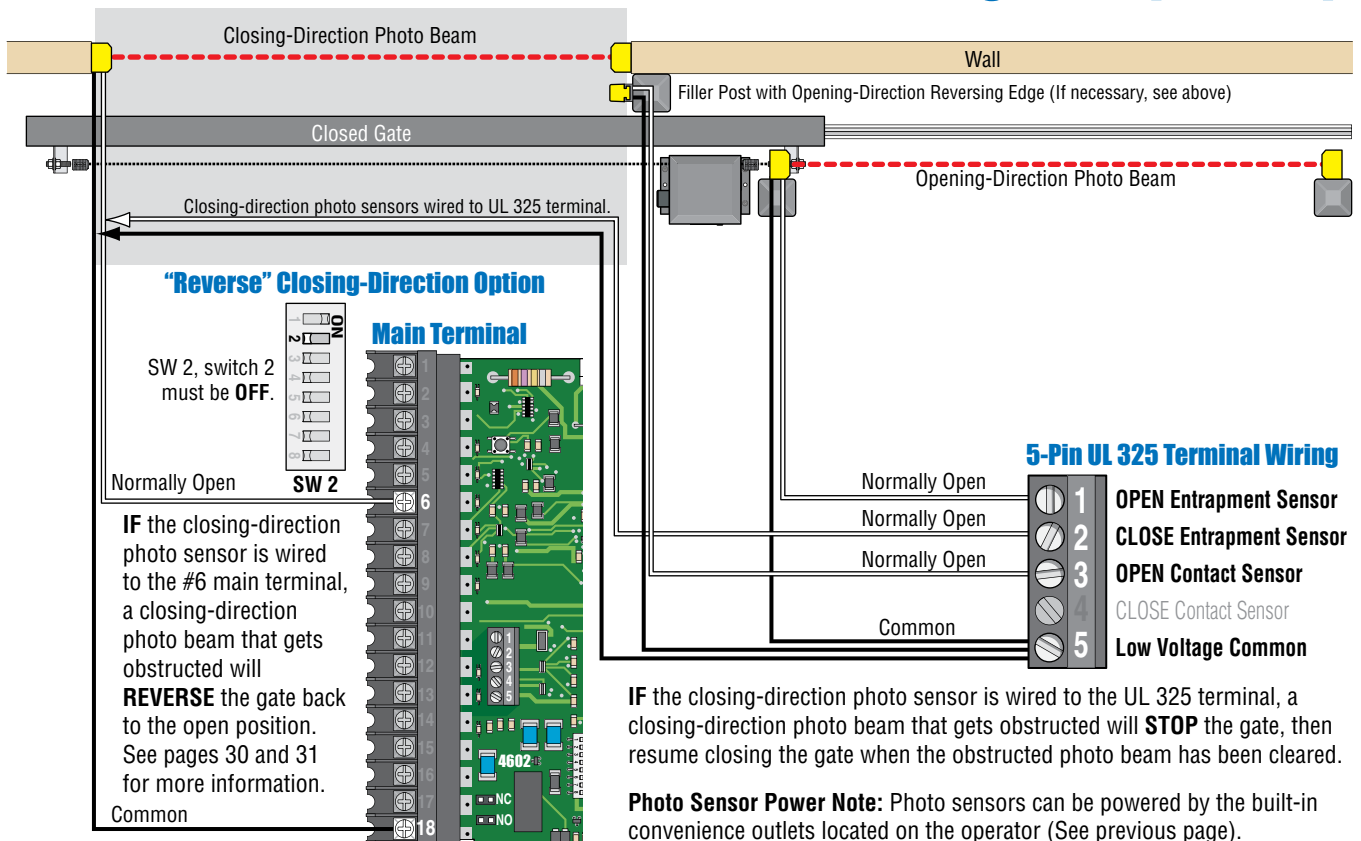 Closing-Direction Photo Beam
Wall
Filler Post with Opening-Direction Reversing Edge (If necessary, see above)
Closed Gate
Opening-Direction Photo Beam
Closing-direction photo sensors wired to UL 325 terminal.
“Reverse” Closing-Direction Option
SW 2, switch 2
must be OFF.
ON
1
2
3
4
5
6
7
8
SW 2
Main Terminal
1
2
3
4
5
6
7
8
9
10
11
12
13
14
15
16
17
18
1
2
3
4
5
4602
NC
NO
Normally Open
IF the closing-direction
photo sensor is wired
to the #6 main terminal,
a closing-direction
photo beam that gets
obstructed will
REVERSE the gate back
to the open position.
See pages 30 and 31
for more information.
Common
5-Pin UL 325 Terminal Wiring
Normally Open
1 OPEN Entrapment Sensor
Normally Open
2 CLOSE Entrapment Sensor
Normally Open
3 OPEN Contact Sensor
4 CLOSE Contact Sensor
Common
5 Low Voltage Common
IF the closing-direction photo sensor is wired to the UL 325 terminal, a
closing-direction photo beam that gets obstructed will STOP the gate, then
resume closing the gate when the obstructed photo beam has been cleared.
Photo Sensor Power Note: Photo sensors can be powered by the built-in
convenience outlets located on the operator (See previous page).